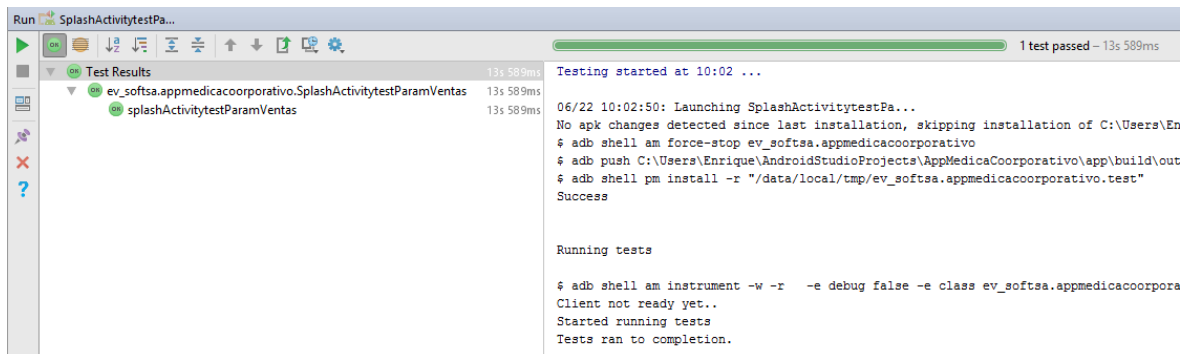 Run SplashActivitytestPa...
1 test passed – 13s 589ms
OK Test Results 13s 589ms
OK ev_softsa.appmedicacoorporativo.SplashActivitytestParamVentas 13s 589ms
OK splashActivitytestParamVentas 13s 589ms
Testing started at 10:02 ...
06/22 10:02:50: Launching SplashActivitytestPa...
No apk changes detected since last installation, skipping installation of C:\Users\En
$ adb shell am force-stop ev_softsa.appmedicacoorporativo
$ adb push C:\Users\Enrique\AndroidStudioProjects\AppMedicaCoorporativo\app\build\out
$ adb shell pm install -r "/data/local/tmp/ev_softsa.appmedicacoorporativo.test"
Success
Running tests
$ adb shell am instrument -w -r   -e debug false -e class ev_softsa.appmedicacoorpora
Client not ready yet..
Started running tests
Tests ran to completion.